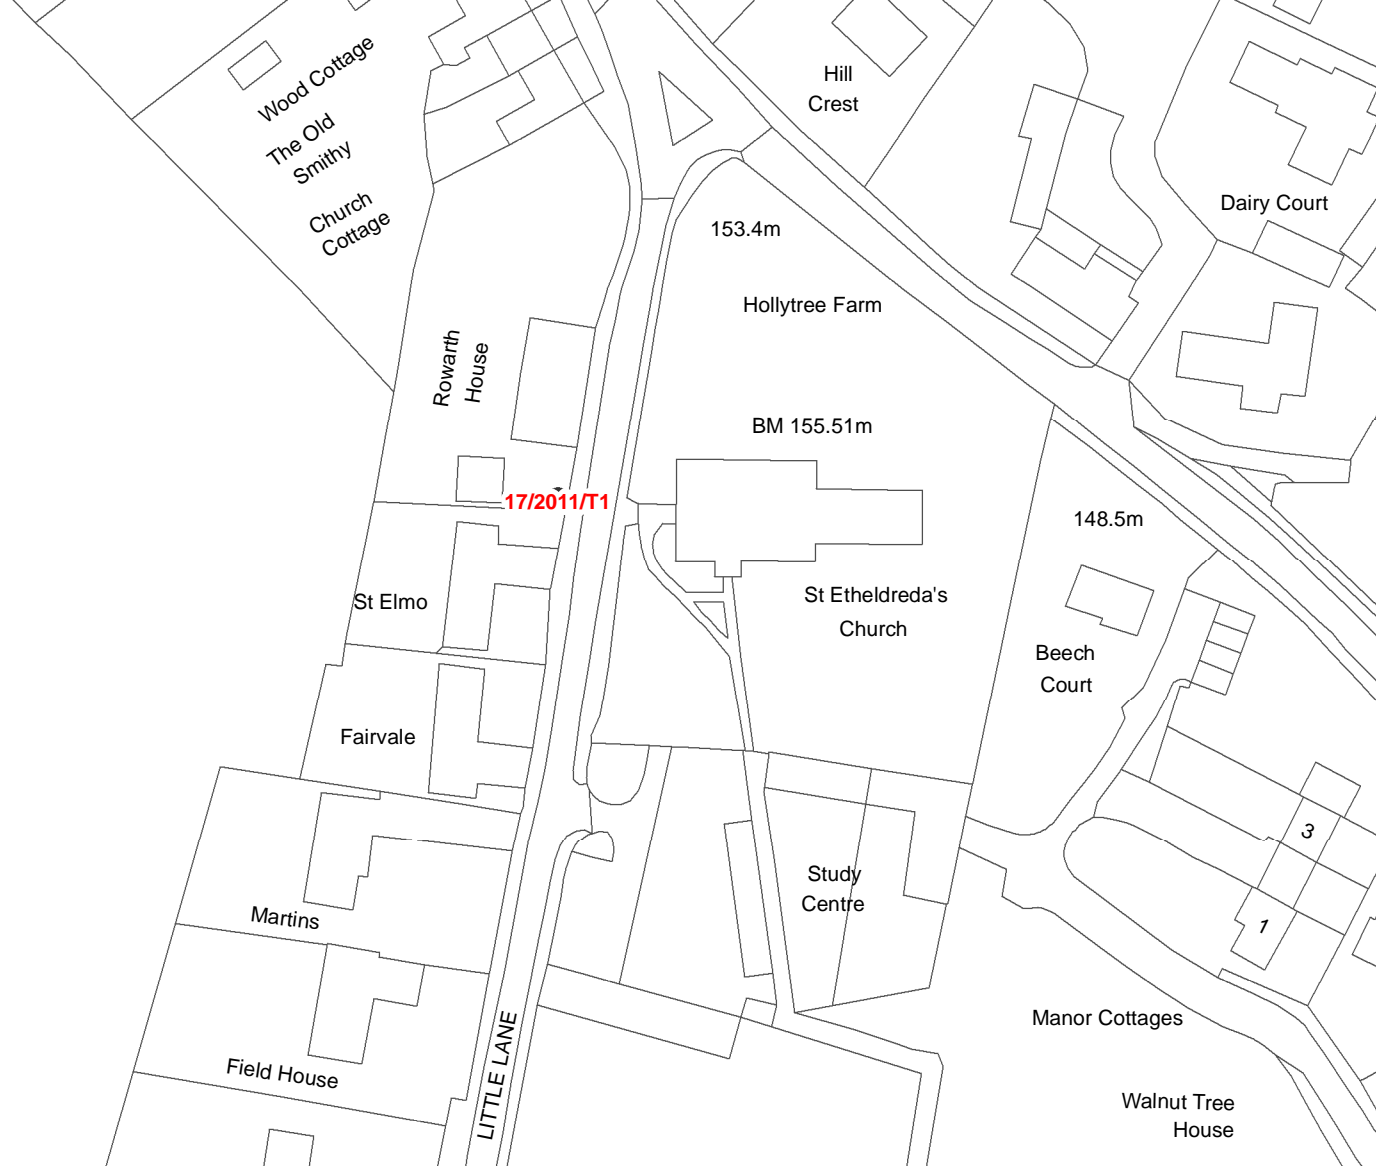 Wood Cottage
The Old
Smithy
Church
Cottage
Hill
Crest
Dairy Court
153.4m
Hollytree Farm
Rowarth
House
BM 155.51m
17/2011/T1
148.5m
St Elmo
St Etheldreda's
Church
Beech
Court
Fairvale
3
Study
Centre
Martins
1
Manor Cottages
Field House
LITTLE LANE
Walnut Tree
House